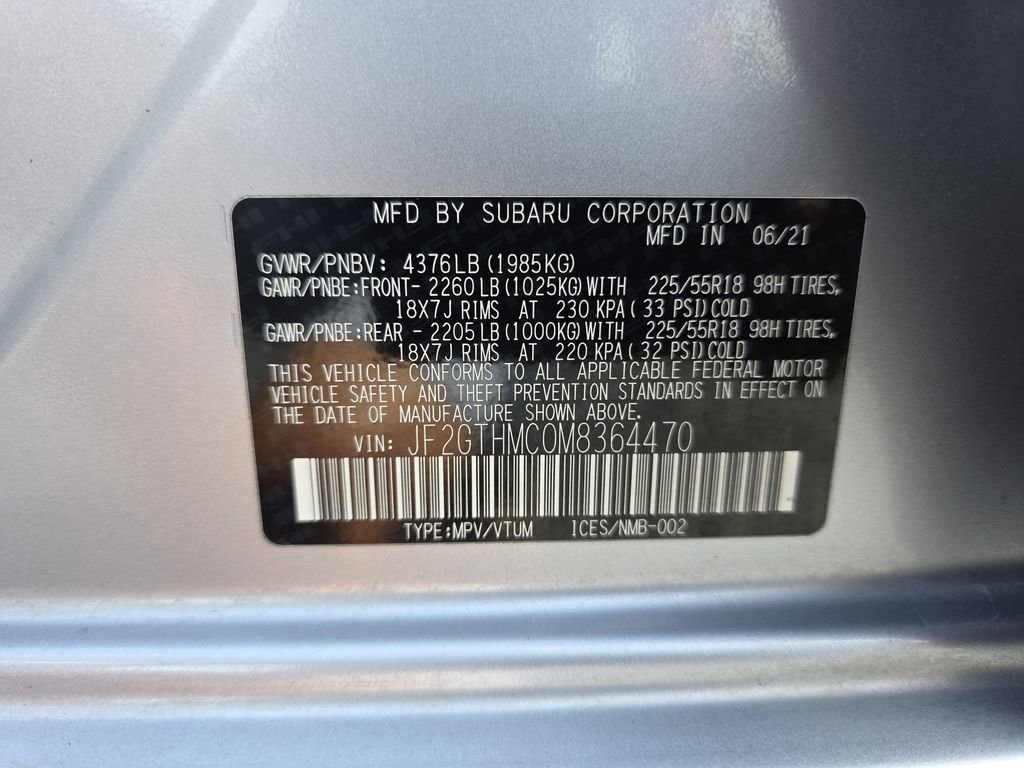 MFD BY SUBARU CORPORATION
MFD IN 06/21
GVWR/PNBV: 4376LB (1985KG)
GAWR/PNBE:FRONT- 2260 LB (1025KG) WITH 225/55R18 98H TIRES,
18X7J RIMS AT 230 KPA ( 33 PSI) COLD
GAWR/PNBE:REAR - 2205 LB (1000KG) WITH 225/55R18 98H TIRES,
18X7J RIMS AT 220 KPA ( 32 PSI) COLD
THIS VEHICLE CONFORMS TO ALL APPLICABLE FEDERAL MOTOR
VEHICLE SAFETY AND THEFT PREVENTION STANDARDS IN EFFECT ON
THE DATE OF MANUFACTURE SHOWN ABOVE.
VIN: JF2GTHMC0M8364470
TYPE:MPV/VTUM ICES/NMB-002